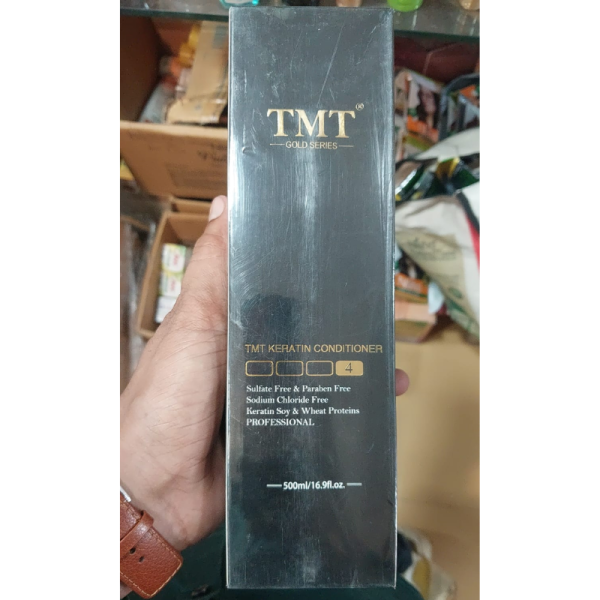 TMT®
GOLD SERIES
TMT KERATIN CONDITIONER
4
Sulfate Free & Paraben Free
Sodium Chloride Free
Keratin Soy & Wheat Proteins
PROFESSIONAL
500ml/16.9fl.oz.